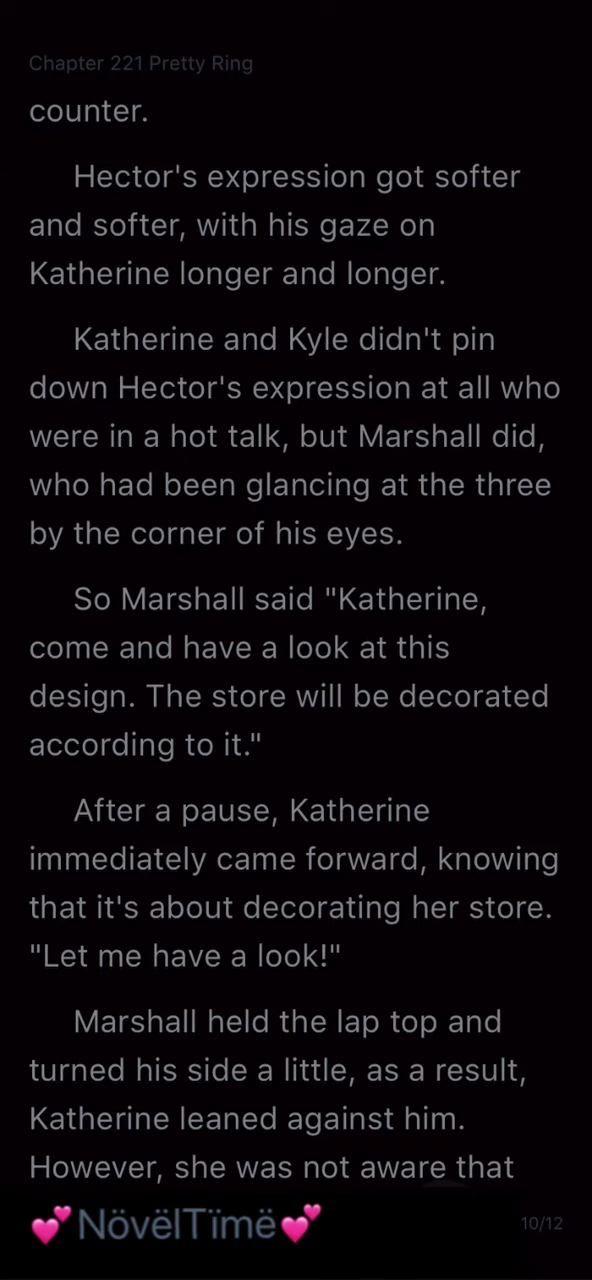 Chapter 221 Pretty Ring
counter.
Hector's expression got softer
and softer, with his gaze on
Katherine longer and longer.
Katherine and Kyle didn't pin
down Hector's expression at all who
were in a hot talk, but Marshall did,
who had been glancing at the three
by the corner of his eyes.
So Marshall said "Katherine,
come and have a look at this
design. The store will be decorated
according to it."
After a pause, Katherine
immediately came forward, knowing
that it's about decorating her store.
"Let me have a look!"
Marshall held the lap top and
turned his side a little, as a result,
Katherine leaned against him.
However, she was not aware that
💕NövëlTïmë💕
10/12